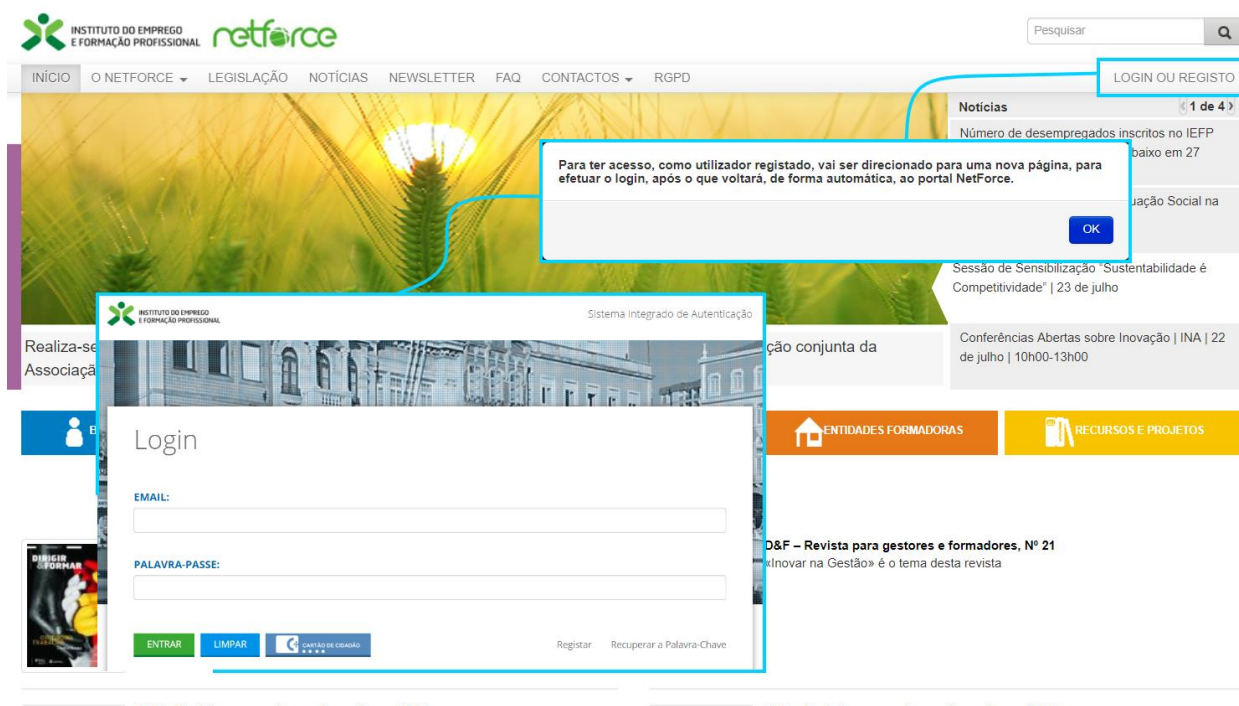 INSTITUTO DO EMPREGO
E FORMAÇÃO PROFISSIONAL
netforce
Pesquisar
INÍCIO O NETFORCE LEGISLAÇÃO NOTÍCIAS NEWSLETTER FAQ CONTACTOS RGPD LOGIN OU REGISTO
Notícias 1 de 4
Número de desempregados inscritos no IEFP
baixo em 27
Para ter acesso, como utilizador registado, vai ser direcionado para uma nova página, para
efetuar o login, após o que voltará, de forma automática, ao portal NetForce.
OK
Social na
Sessão de Sensibilização "Sustentabilidade é
Competitividade" | 23 de julho
Conferências Abertas sobre Inovação | INA | 22
de julho | 10h00-13h00
INSTITUTO DO EMPREGO
E FORMAÇÃO PROFISSIONAL
Sistema Integrado de Autenticação
Realiza-se
conjunta da
Login
ENTIDADES FORMADORAS
RECURSOS E PROJETOS
EMAIL:
PALAVRA-PASSE:
ENTRAR LIMPAR CARTÃO DE CIDADÃO Registar Recuperar a Palavra-Chave
DIRIGIR
&FORMAR
D&F – Revista para gestores e formadores, Nº 21
«Inovar na Gestão» é o tema desta revista